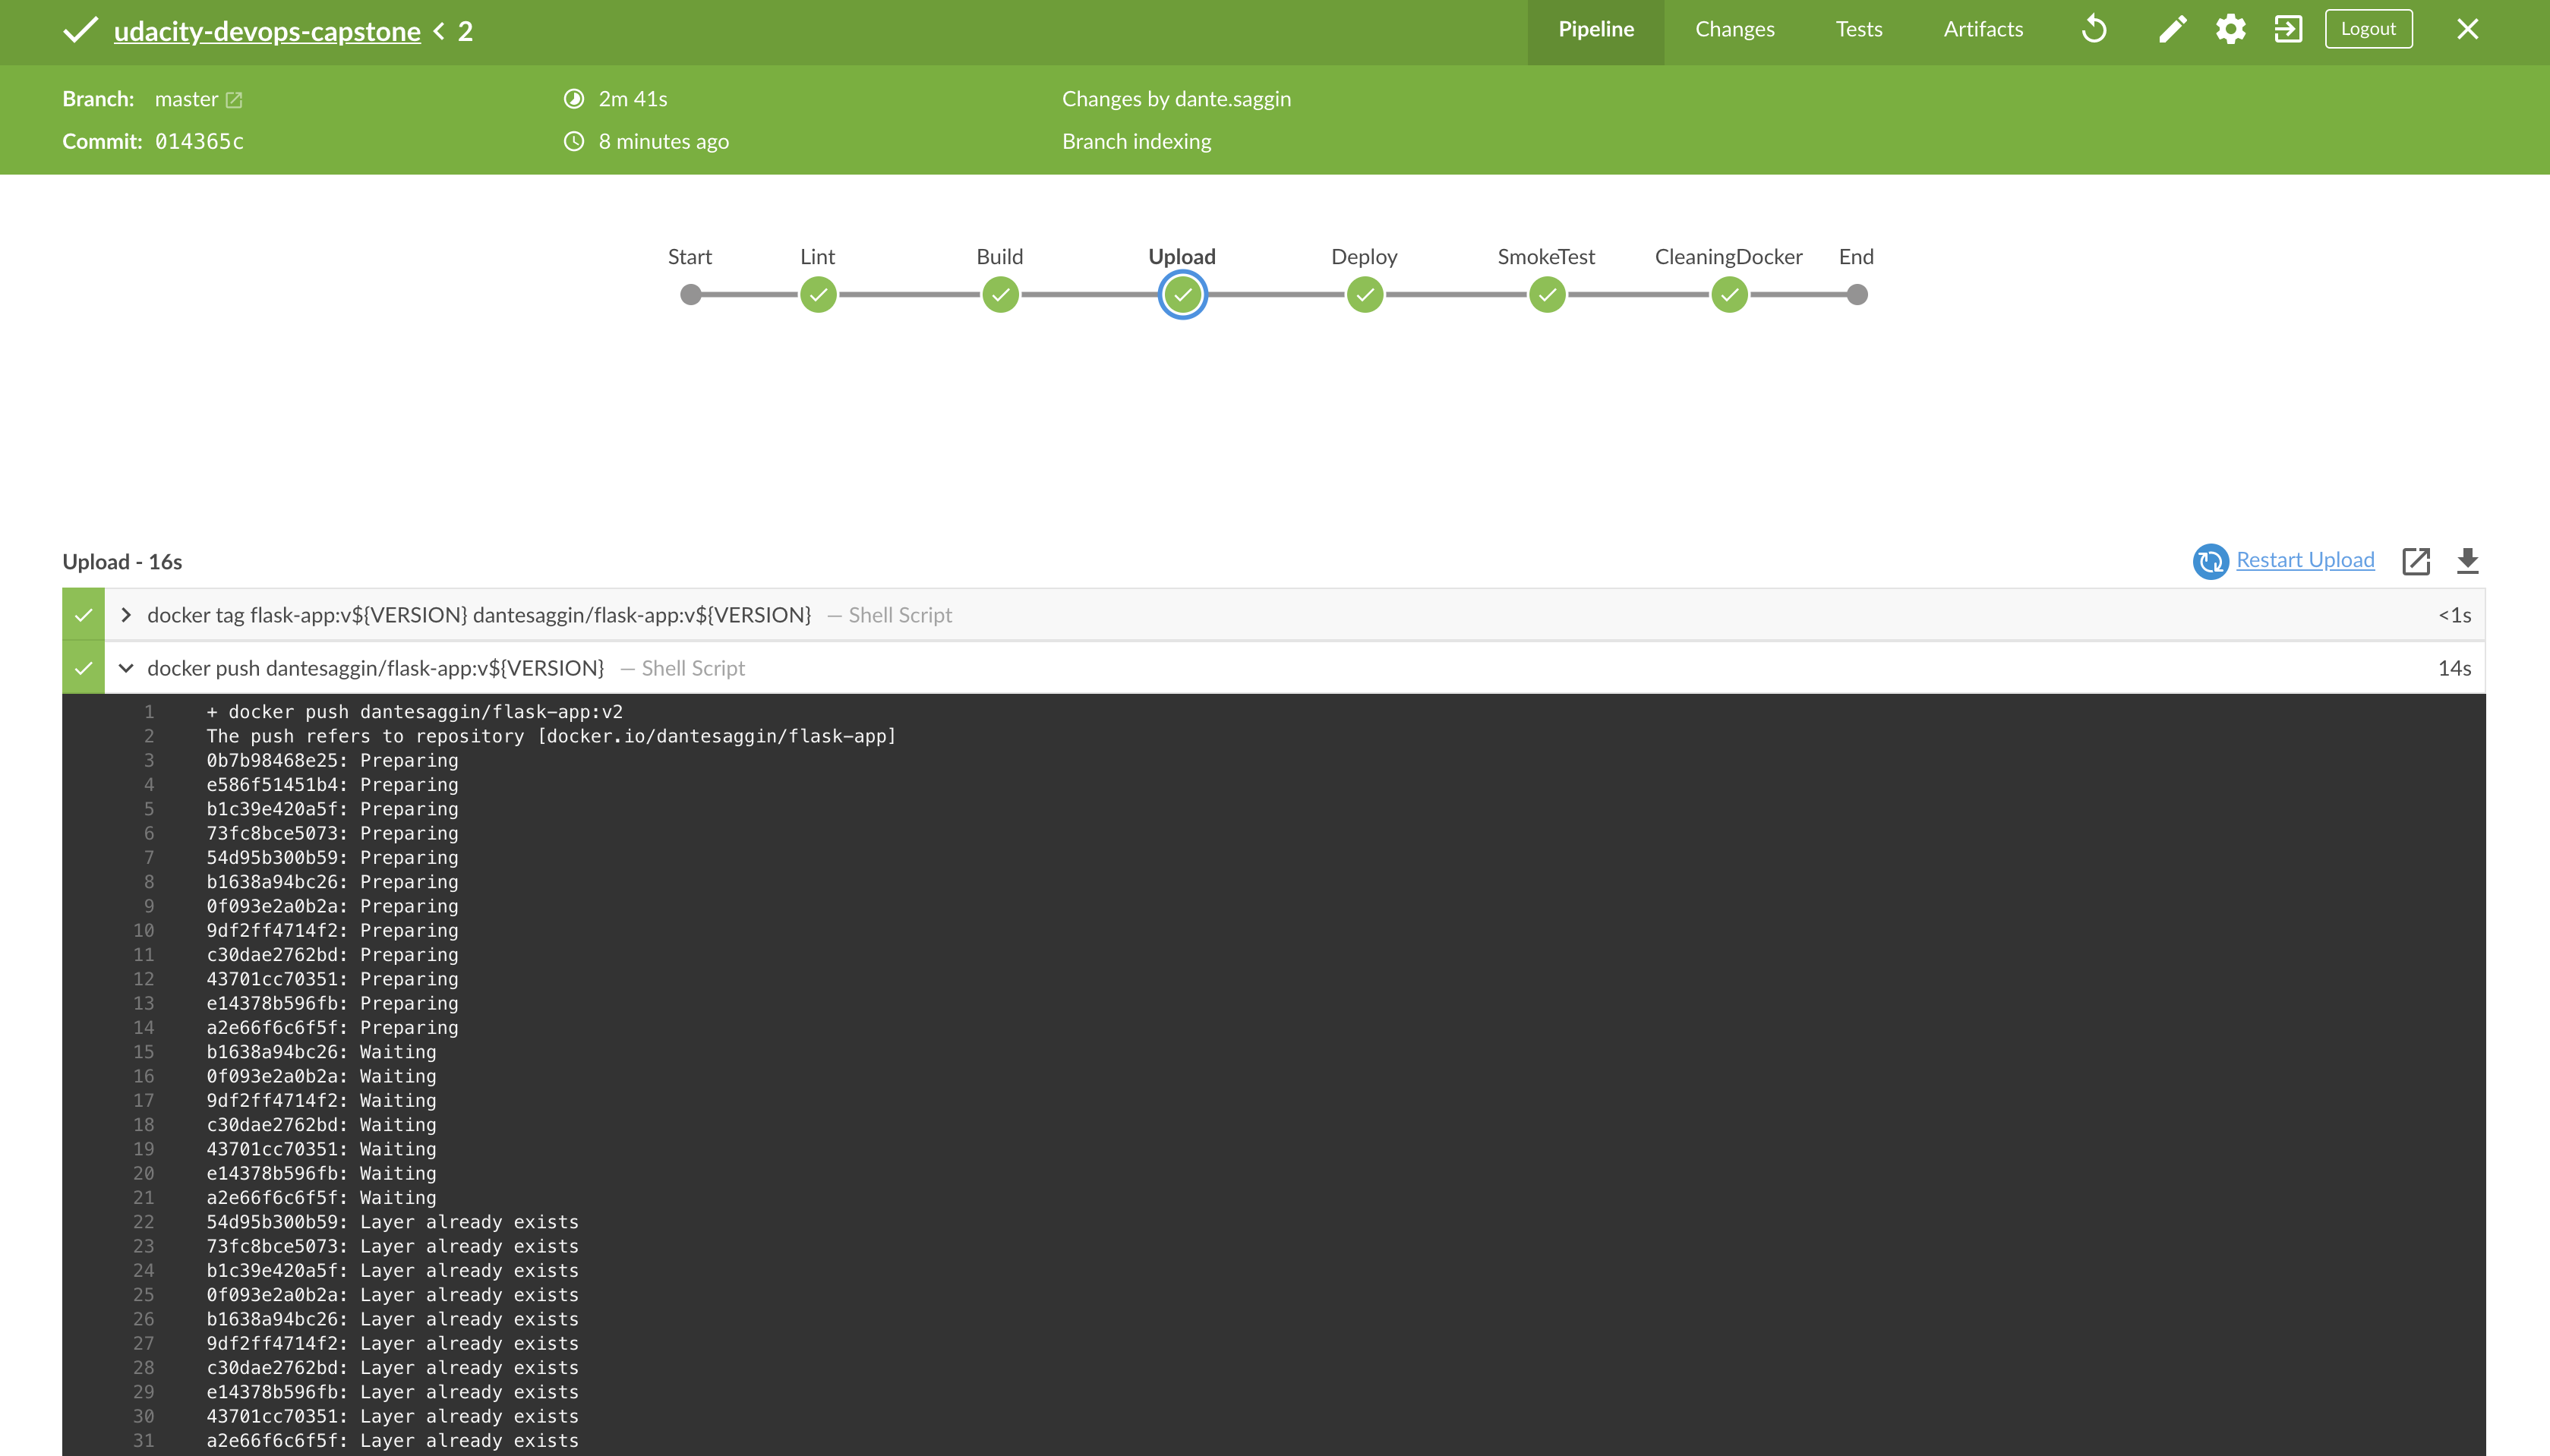 udacity-devops-capstone < 2
Pipeline Changes Tests Artifacts Logout
Branch: master 2m 41s Changes by dante.saggin
Commit: 014365c 8 minutes ago Branch indexing
Start Lint Build Upload Deploy SmokeTest CleaningDocker End
Upload - 16s Restart Upload
docker tag flask-app:v${VERSION} dantesaggin/flask-app:v${VERSION} — Shell Script <1s
docker push dantesaggin/flask-app:v${VERSION} — Shell Script 14s
1 + docker push dantesaggin/flask-app:v2
2 The push refers to repository [docker.io/dantesaggin/flask-app]
3 0b7b98468e25: Preparing
4 e586f51451b4: Preparing
5 b1c39e420a5f: Preparing
6 73fc8bce5073: Preparing
7 54d95b300b59: Preparing
8 b1638a94bc26: Preparing
9 0f093e2a0b2a: Preparing
10 9df2ff4714f2: Preparing
11 c30dae2762bd: Preparing
12 43701cc70351: Preparing
13 e14378b596fb: Preparing
14 a2e66f6c6f5f: Preparing
15 b1638a94bc26: Waiting
16 0f093e2a0b2a: Waiting
17 9df2ff4714f2: Waiting
18 c30dae2762bd: Waiting
19 43701cc70351: Waiting
20 e14378b596fb: Waiting
21 a2e66f6c6f5f: Waiting
22 54d95b300b59: Layer already exists
23 73fc8bce5073: Layer already exists
24 b1c39e420a5f: Layer already exists
25 0f093e2a0b2a: Layer already exists
26 b1638a94bc26: Layer already exists
27 9df2ff4714f2: Layer already exists
28 c30dae2762bd: Layer already exists
29 e14378b596fb: Layer already exists
30 43701cc70351: Layer already exists
31 a2e66f6c6f5f: Layer already exists